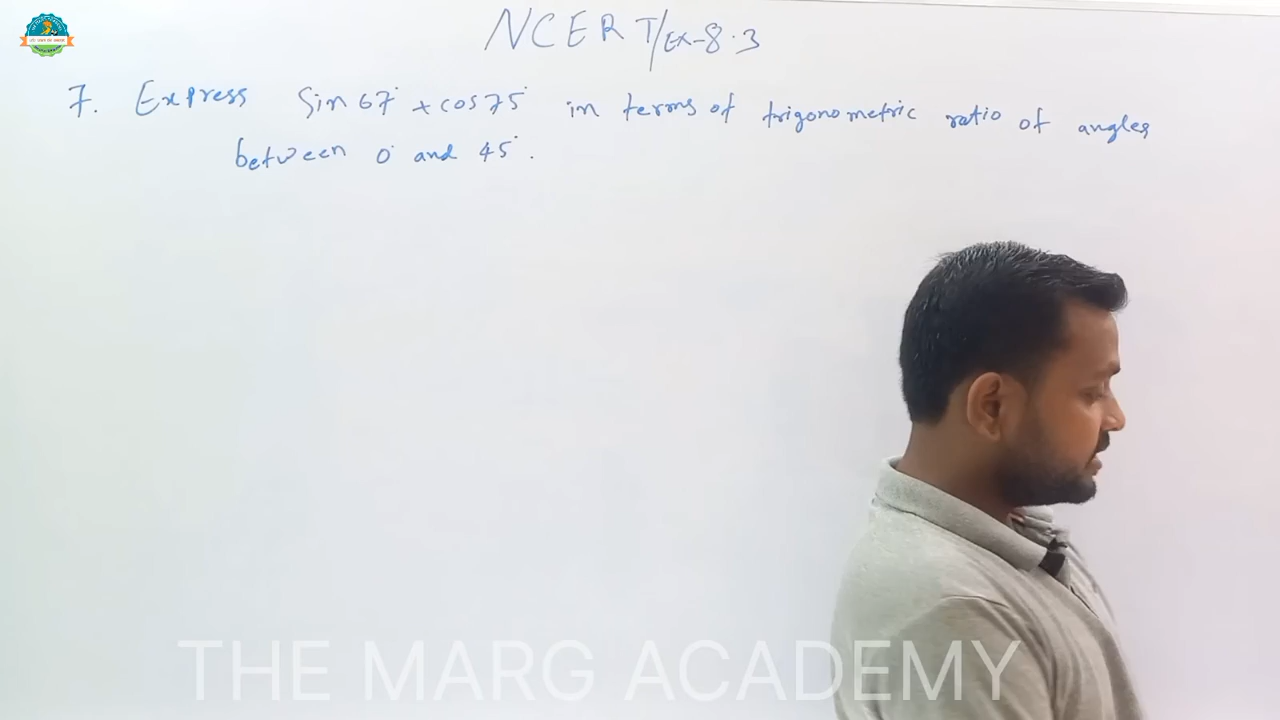 NCERT/Ex-8.3
7. Express Sin 67° + cos 75° in terms of trigonometric ratio of angles
between 0° and 45°.
THE MARG ACADEMY